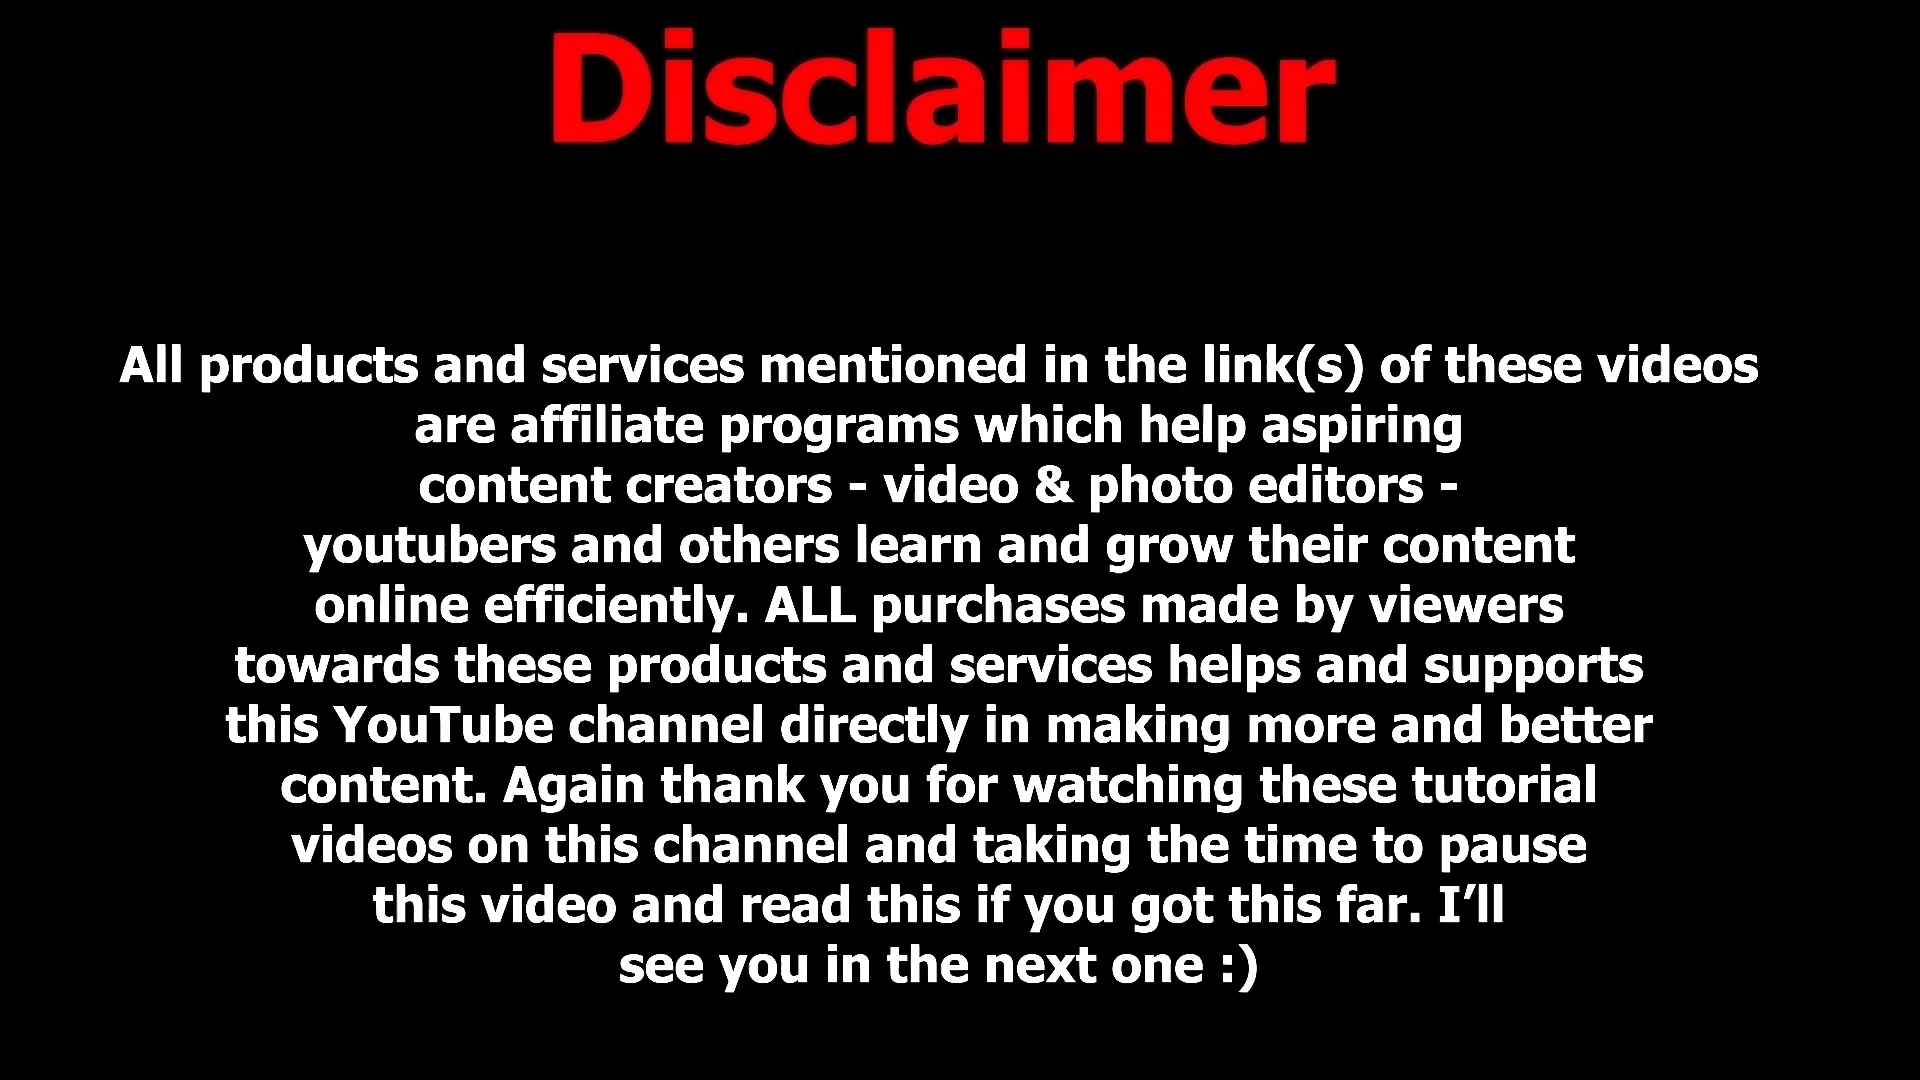 Disclaimer
All products and services mentioned in the link(s) of these videos
are affiliate programs which help aspiring
content creators - video & photo editors -
youtubers and others learn and grow their content
online efficiently. ALL purchases made by viewers
towards these products and services helps and supports
this YouTube channel directly in making more and better
content. Again thank you for watching these tutorial
videos on this channel and taking the time to pause
this video and read this if you got this far. I’ll
see you in the next one :)